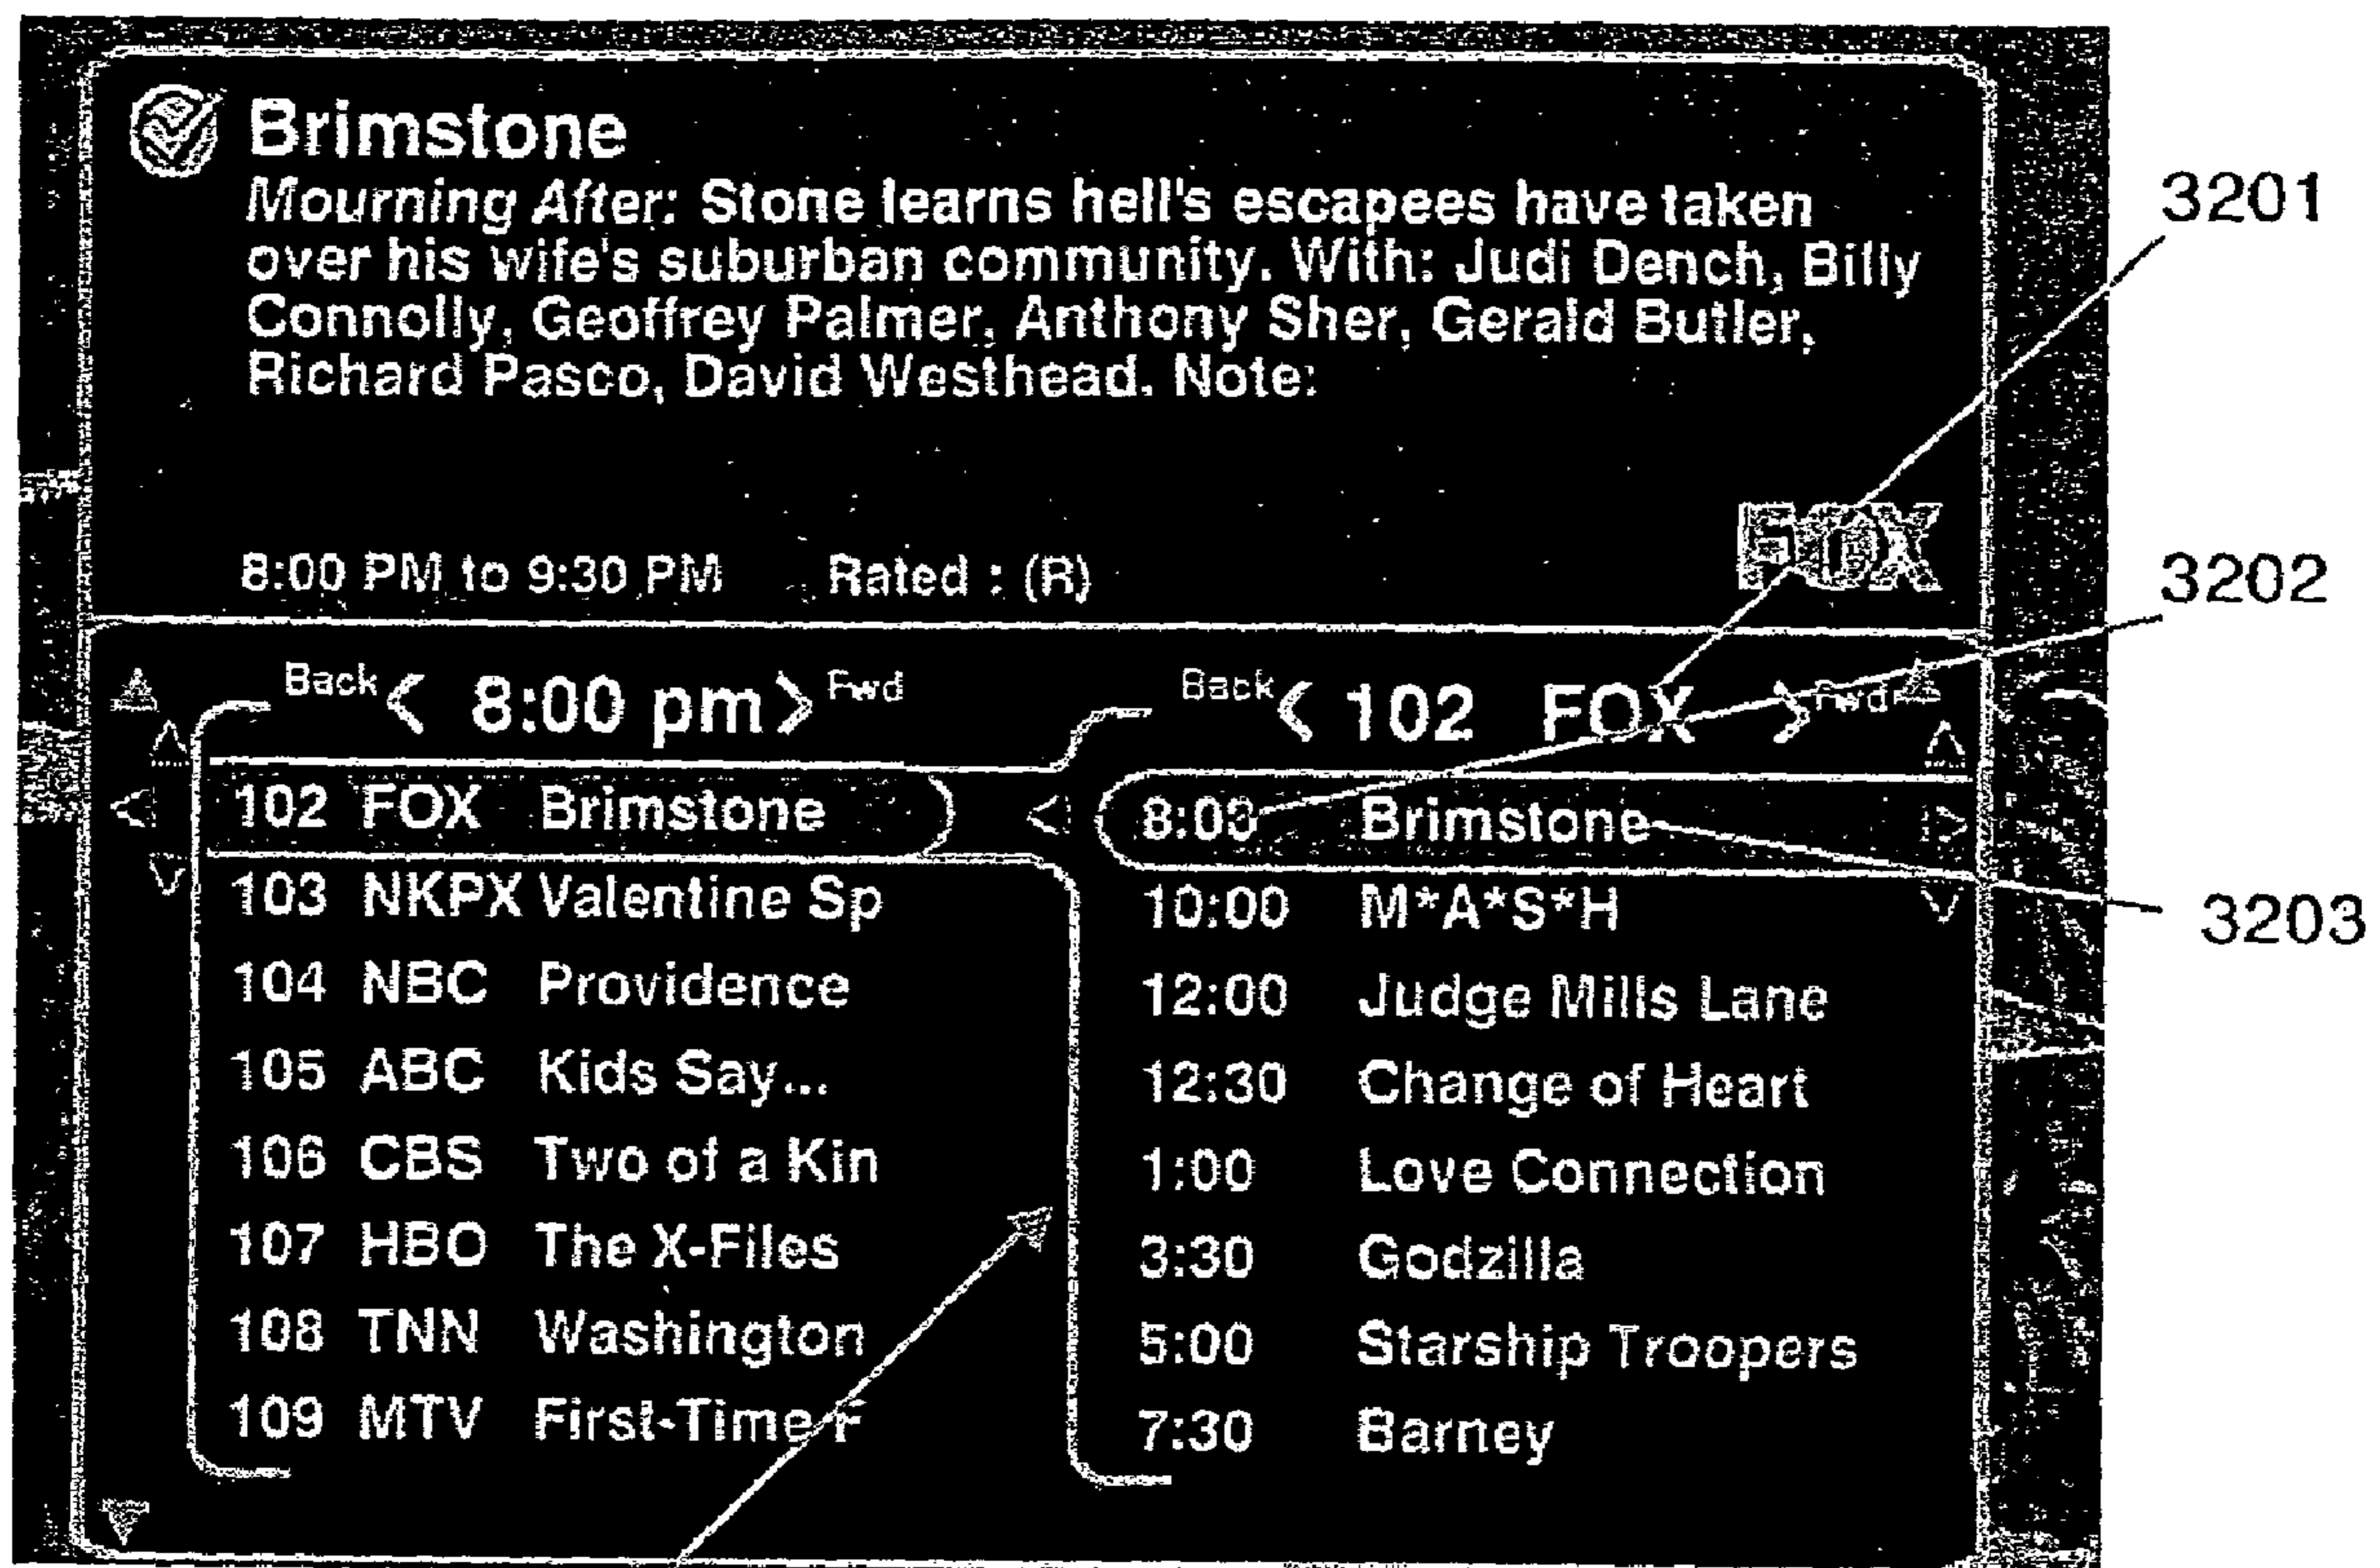 Brimstone
Mourning After: Stone learns hell's escapees have taken
over his wife's suburban community. With: Judi Dench, Billy
Connolly, Geoffrey Palmer, Anthony Sher, Gerald Butler,
Richard Pasco, David Westhead. Note:
FOX
8:00 PM to 9:30 PM Rated : (R)
Back < 8:00 pm > Fwd
102 FOX Brimstone
103 NKPX Valentine Sp
104 NBC Providence
105 ABC Kids Say...
106 CBS Two of a Kin
107 HBO The X-Files
108 TNN Washington
109 MTV First-Time F
Back < 102 FOX > Fwd
8:00 Brimstone
10:00 M*A*S*H
12:00 Judge Mills Lane
12:30 Change of Heart
1:00 Love Connection
3:30 Godzilla
5:00 Starship Troopers
7:30 Barney
3201
3202
3203